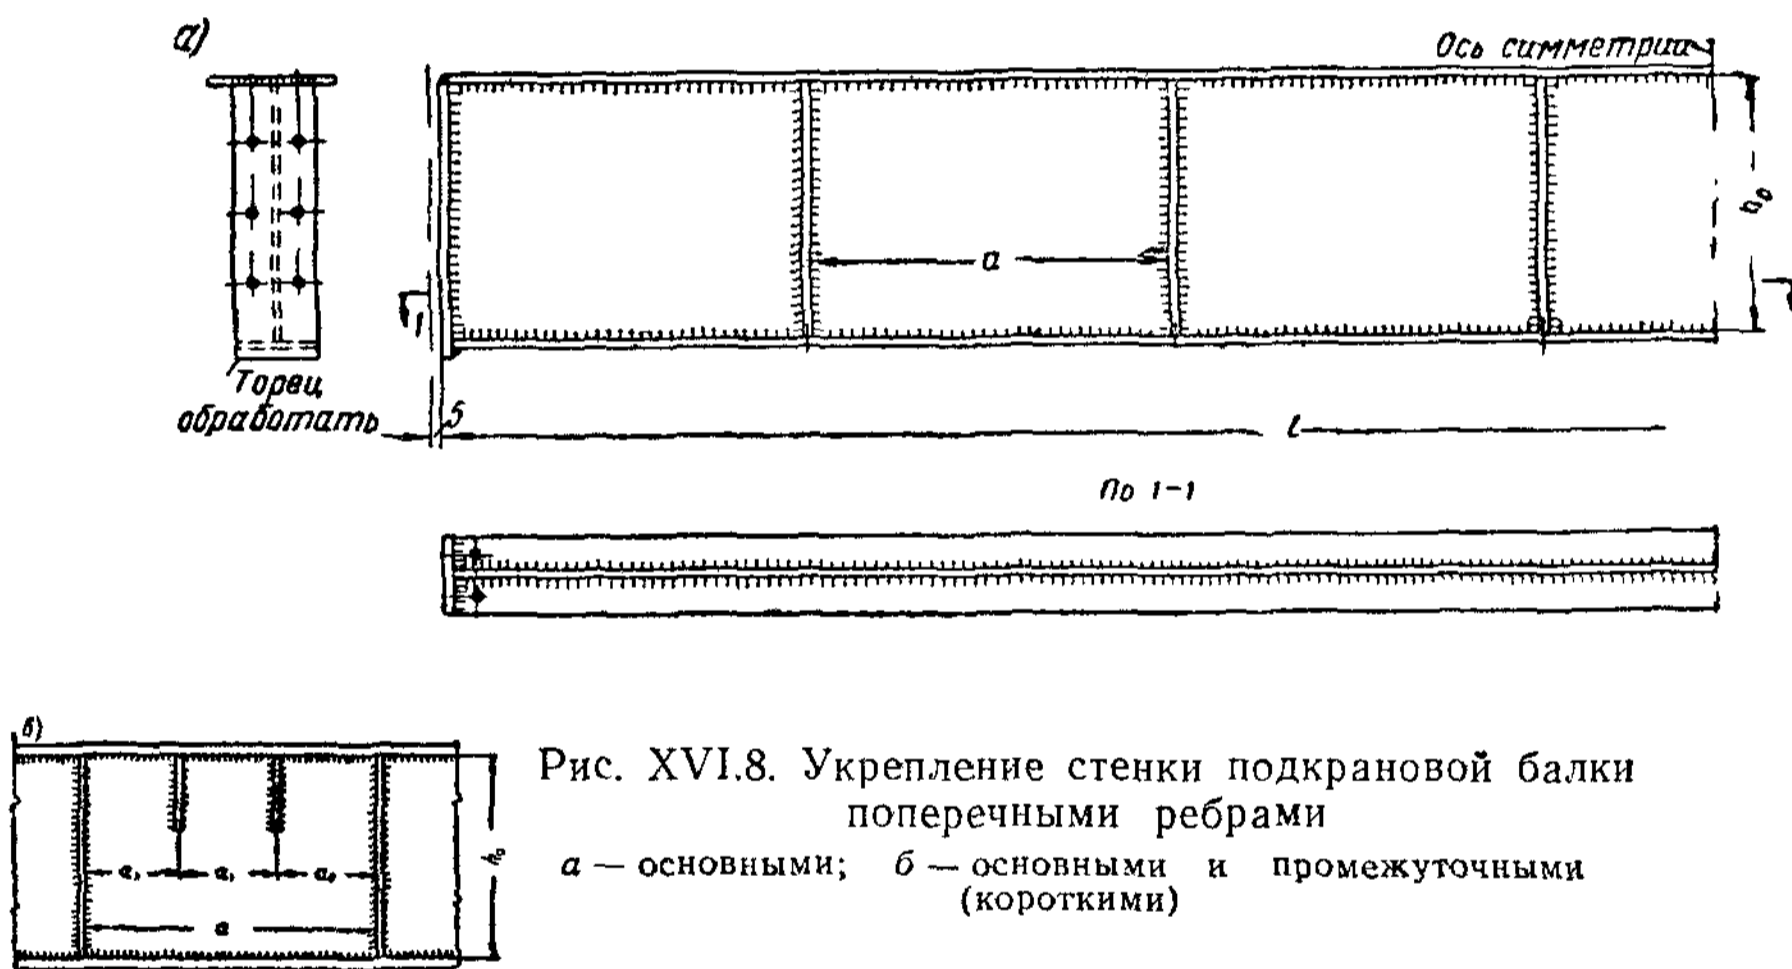 а)
Ось симметрии
h₀
a
1
Торец
обработать
5
l
По 1-1
б)
a₁ a₁
a
h₀
Рис. XVI.8. Укрепление стенки подкрановой балки
поперечными ребрами
а — основными; б — основными и промежуточными
(короткими)